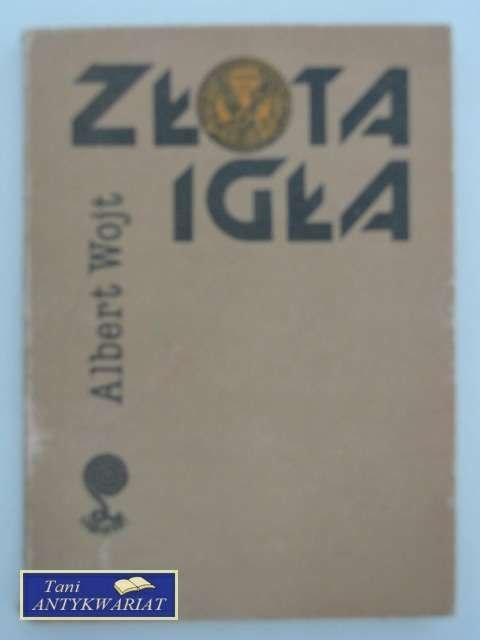 ZŁOTA
IGŁA
Albert Wojt
Tani
ANTYKWARIAT